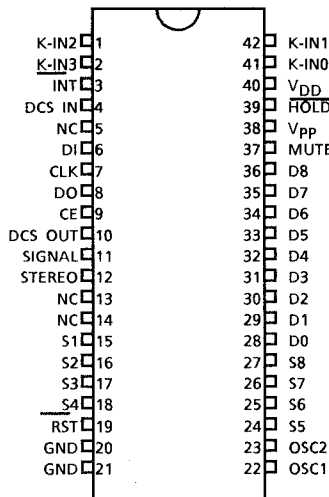 K-IN2 1 42 K-IN1
K-IN3 2 41 K-IN0
INT 3 40 VDD
DCS IN 4 39 HOLD
NC 5 38 VPP
DI 6 37 MUTE
CLK 7 36 D8
DO 8 35 D7
CE 9 34 D6
DCS OUT 10 33 D5
SIGNAL 11 32 D4
STEREO 12 31 D3
NC 13 30 D2
NC 14 29 D1
S1 15 28 D0
S2 16 27 S8
S3 17 26 S7
S4 18 25 S6
RST 19 24 S5
GND 20 23 OSC2
GND 21 22 OSC1